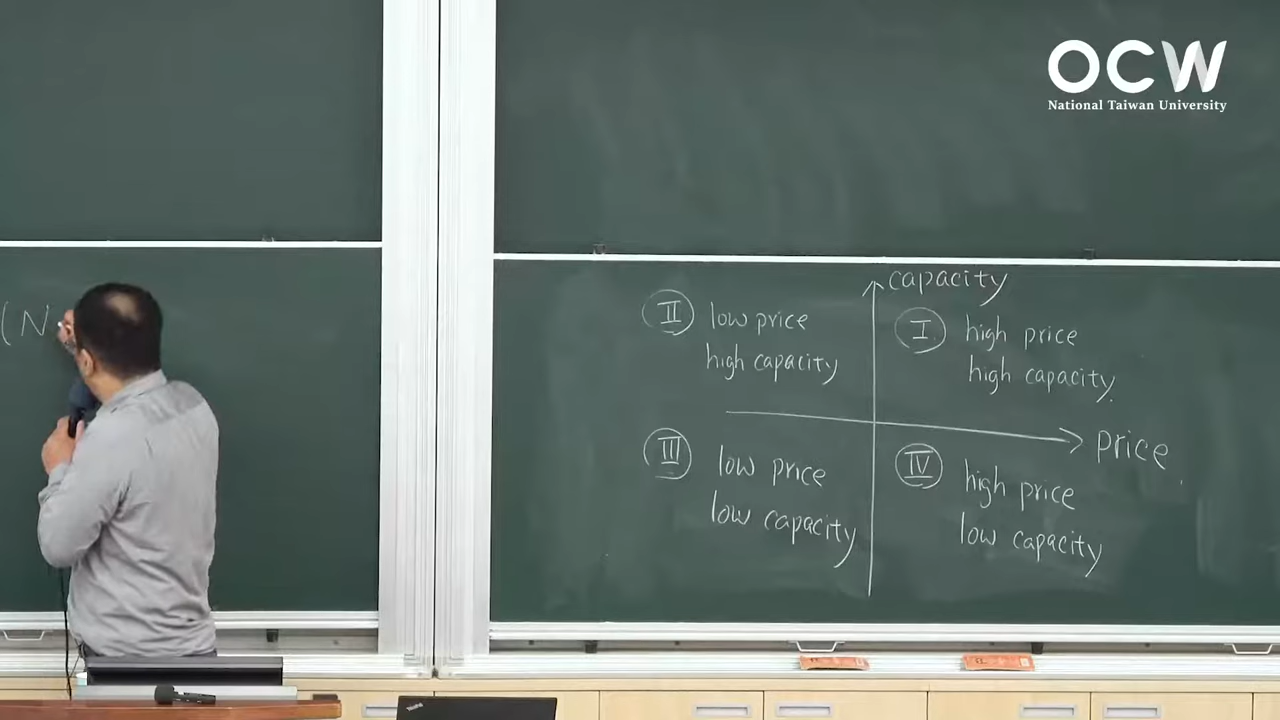 OCW
National Taiwan University
(N
capacity
II low price
high capacity
I high price
high capacity
price
III low price
low capacity
IV high price
low capacity